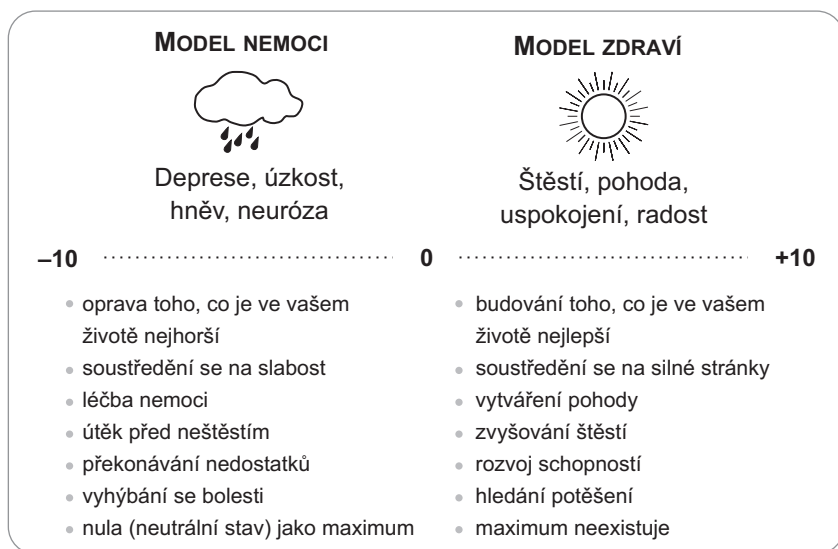 MODEL NEMOCI
Deprese, úzkost,
hněv, neuróza
MODEL ZDRAVÍ
Štěstí, pohoda,
uspokojení, radost
–10 0 +10
oprava toho, co je ve vašem
životě nejhorší
soustředění se na slabost
léčba nemoci
útěk před neštěstím
překonávání nedostatků
vyhýbání se bolesti
nula (neutrální stav) jako maximum
budování toho, co je ve vašem
životě nejlepší
soustředění se na silné stránky
vytváření pohody
zvyšování štěstí
rozvoj schopností
hledání potěšení
maximum neexistuje